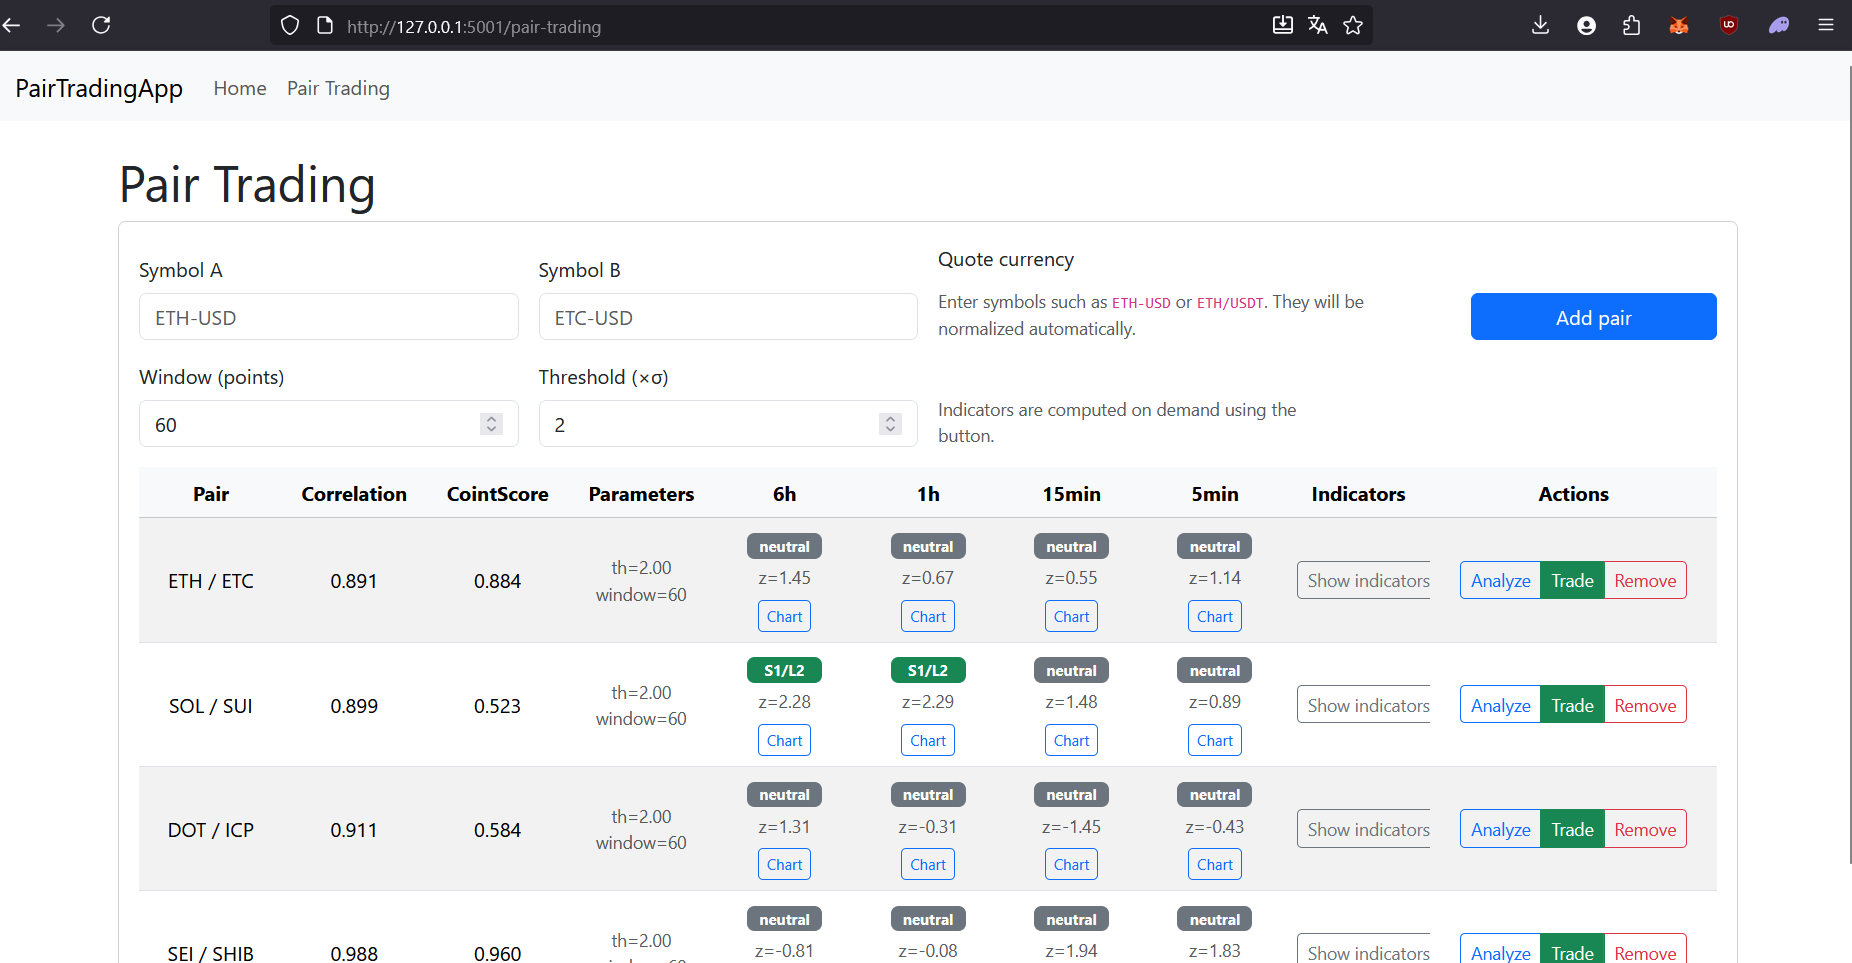 http://127.0.0.1:5001/pair-trading
PairTradingApp Home Pair Trading
Pair Trading
Symbol A
ETH-USD
Symbol B
ETC-USD
Quote currency
Enter symbols such as ETH-USD or ETH/USDT. They will be
normalized automatically.
Add pair
Window (points)
60
Threshold (×σ)
2
Indicators are computed on demand using the
button.
Pair Correlation CointScore Parameters 6h 1h 15min 5min Indicators Actions
neutral neutral neutral neutral
ETH / ETC 0.891 0.884 th=2.00 z=1.45 z=0.67 z=0.55 z=1.14 Show indicators Analyze Trade Remove
window=60 Chart Chart Chart Chart
S1/L2 S1/L2 neutral neutral
SOL / SUI 0.899 0.523 th=2.00 z=2.28 z=2.29 z=1.48 z=0.89 Show indicators Analyze Trade Remove
window=60 Chart Chart Chart Chart
neutral neutral neutral neutral
DOT / ICP 0.911 0.584 th=2.00 z=1.31 z=-0.31 z=-1.45 z=-0.43 Show indicators Analyze Trade Remove
window=60 Chart Chart Chart Chart
neutral neutral neutral neutral
SEI / SHIB 0.988 0.960 th=2.00 z=-0.81 z=-0.08 z=1.94 z=1.83 Show indicators Analyze Trade Remove